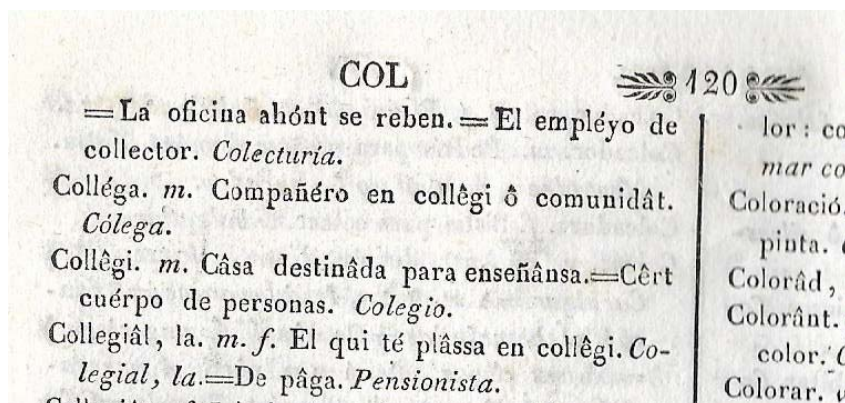 COL
120
=La oficina ahónt se reben.=El empléyo de
collector. Colecturía.
Colléga. m. Compañéro en collêgi ô comunidât.
Cólega.
Collêgi. m. Câsa destinâda para enseñânsa.=Cêrt
cuérpo de personas. Colegio.
Collegiâl, la. m. f. El qui té plâssa en collêgi. Co-
legial, la.=De pâga. Pensionista.
lor: co
mar co
Coloració.
pinta.
Colorâd,
Colorânt.
color.
Colorar.